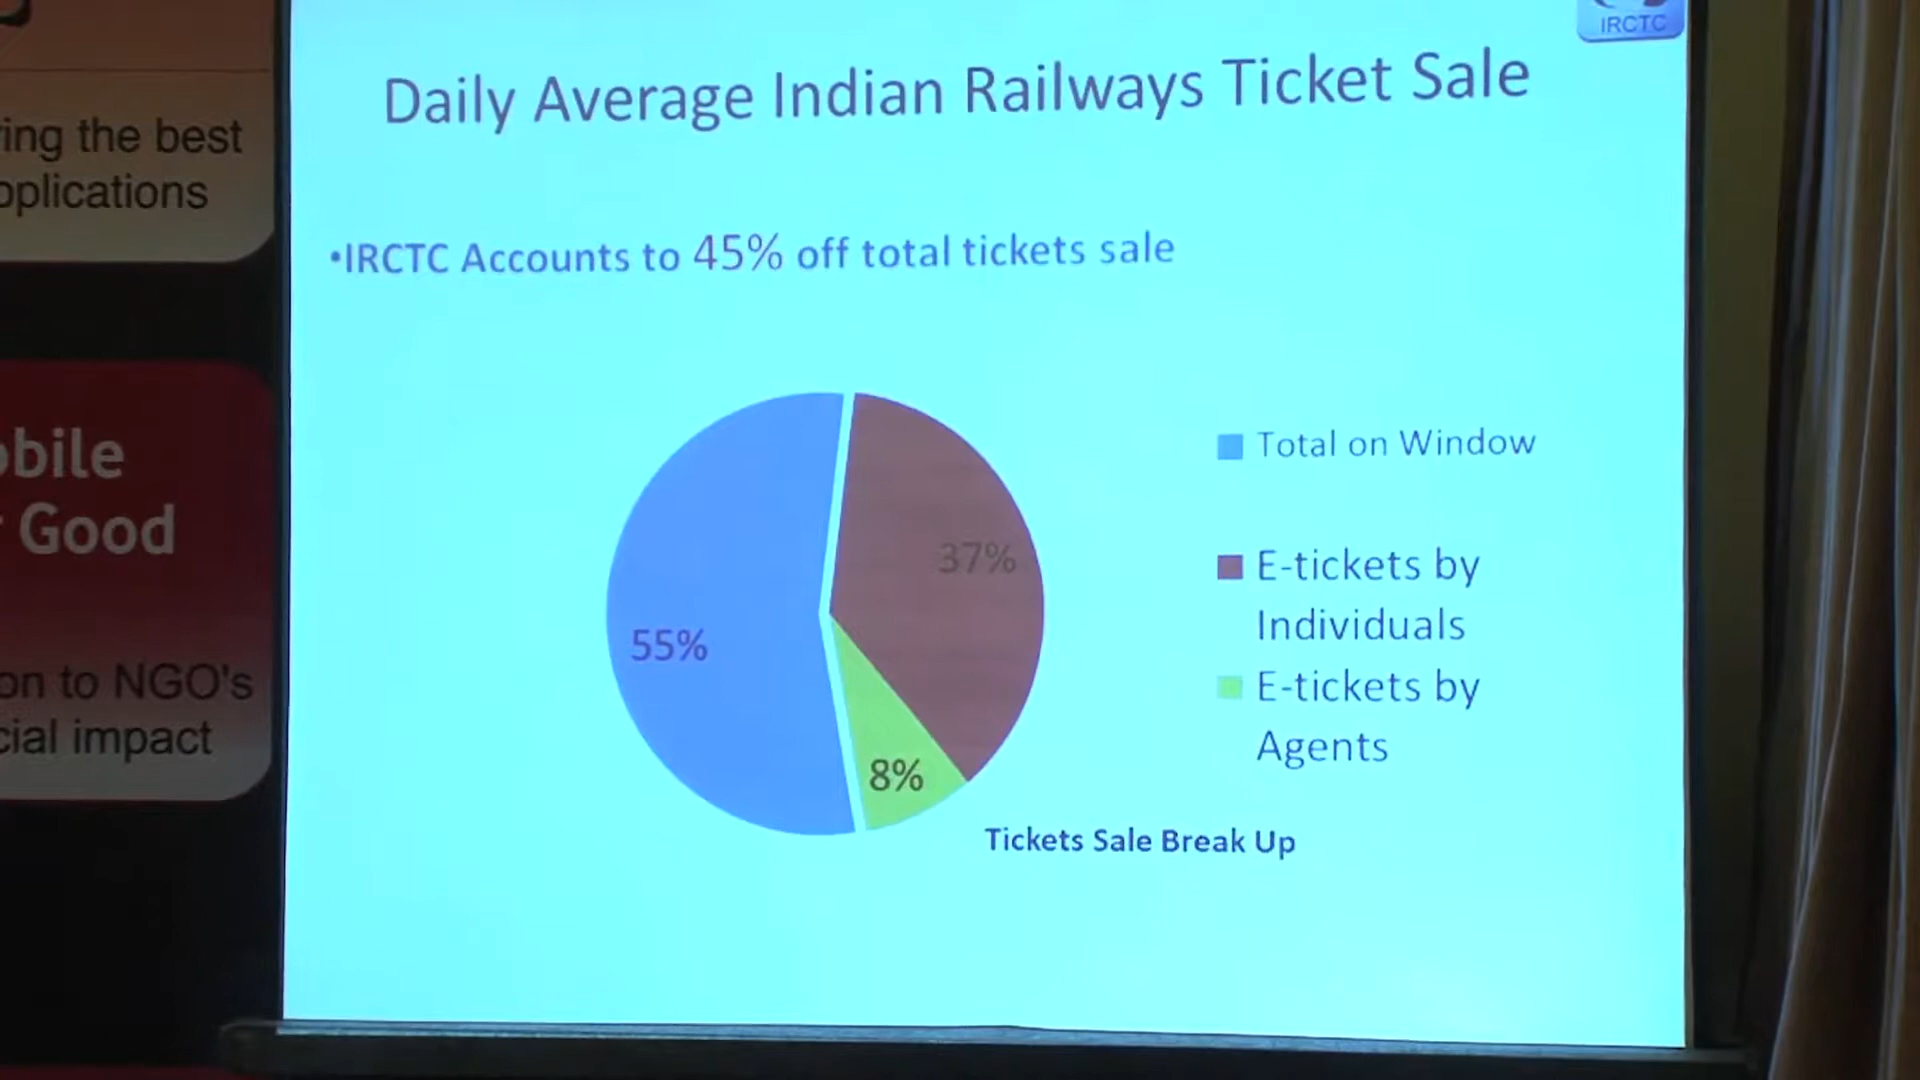 IRCTC
Daily Average Indian Railways Ticket Sale
•IRCTC Accounts to 45% off total tickets sale
37%
55%
8%
Total on Window
E-tickets by
Individuals
E-tickets by
Agents
Tickets Sale Break Up
ing the best
pplications
obile
Good
on to NGO's
cial impact